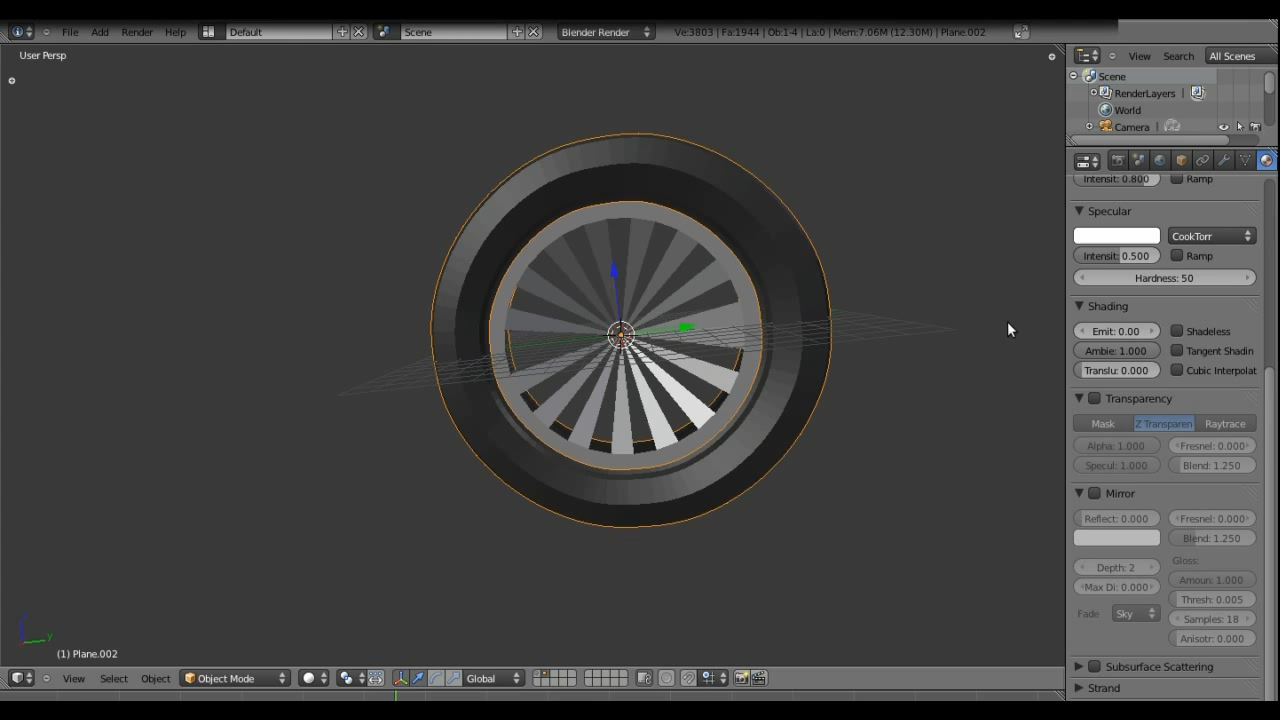 File Add Render Help Default Scene Blender Render Ve:3803 | Fa:1944 | Ob:1-4 | La:0 | Mem:7.06M (12.30M) | Plane.002
User Persp
View Search All Scenes
Scene
RenderLayers |
World
Camera |
Intensit: 0.800 Ramp
Specular
CookTorr
Intensit: 0.500 Ramp
Hardness: 50
Shading
Emit: 0.00 Shadeless
Ambie: 1.000 Tangent Shadin
Translu: 0.000 Cubic Interpolat
Transparency
Mask Z Transparen Raytrace
Alpha: 1.000 Fresnel: 0.000
Specul: 1.000 Blend: 1.250
Mirror
Reflect: 0.000 Fresnel: 0.000
Blend: 1.250
Gloss:
Depth: 2
Amoun: 1.000
Max Di: 0.000
Thresh: 0.005
Fade Sky
Samples: 18
Anisotr: 0.000
Subsurface Scattering
Strand
y
(1) Plane.002
View Select Object Object Mode Global